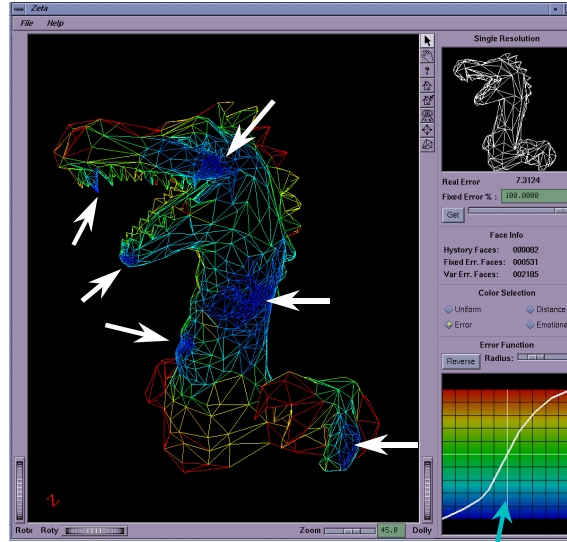 Zeta
File Help
Single Resolution
?
Real Error 7.3124
Fixed Error % : 100.0000
Get
Face Info
Hystory Faces: 099082
Fixed Err. Faces: 000531
Var Err. Faces: 002185
Color Selection
Uniform Distance
Error Emotiona
Error Function
Reverse Radius:
Z
Rotx Roty Zoom 45.0 Dolly